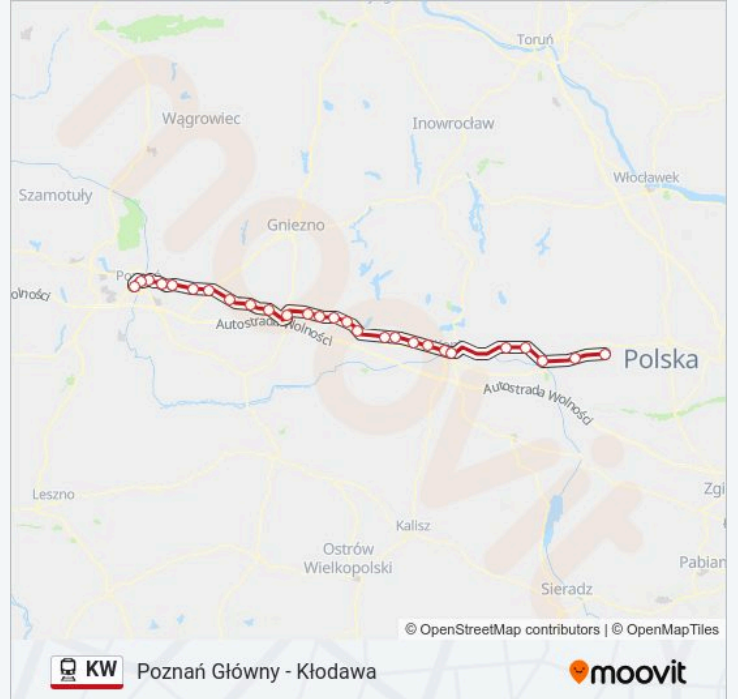 Toruń
Wągrowiec
Inowrocław
Włocławek
Szamotuły
Gniezno
Autostrada Wolności
Polska
Autostrada Wolności
Leszno
Zgi
Kalisz
Ostrów
Wielkopolski
Pabian
Sieradz
moovit
© OpenStreetMap contributors | © OpenMapTiles
KW Poznań Główny - Kłodawa
moovit